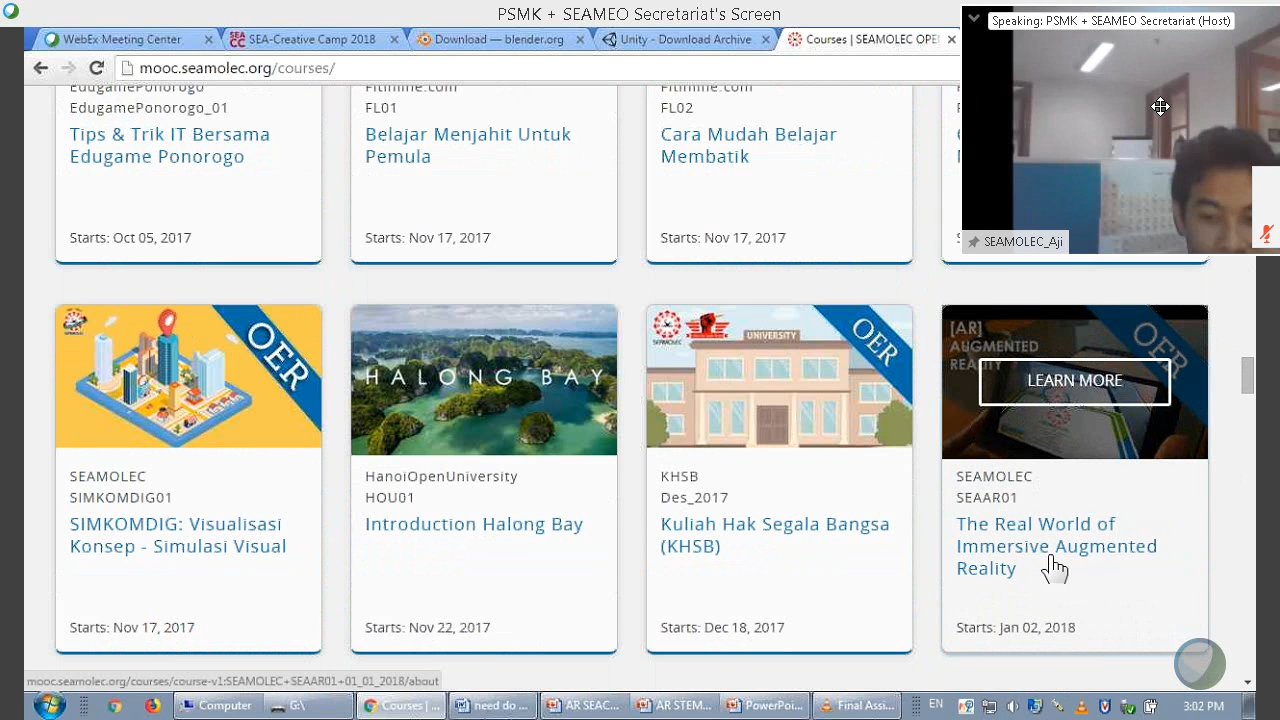 PSMK + SEAMEO Secretariat's Screen
Speaking: PSMK + SEAMEO Secretariat (Host)
WebEx Meeting Center
SEA-Creative Camp 2018
Download — blender.org
Unity - Download Archive
Courses | SEAMOLEC OPE
mooc.seamolec.org/courses/
EdugamePonorogo
EdugamePonorogo_01
Tips & Trik IT Bersama
Edugame Ponorogo
Starts: Oct 05, 2017
Fitinline.com
FL01
Belajar Menjahit Untuk
Pemula
Starts: Nov 17, 2017
Fitinline.com
FL02
Cara Mudah Belajar
Membatik
Starts: Nov 17, 2017
SEAMOLEC_Aji
OER
SEAMOLEC
SIMKOMDIG01
SIMKOMDIG: Visualisasi
Konsep - Simulasi Visual
Starts: Nov 17, 2017
HALONG BAY
HanoiOpenUniversity
HOU01
Introduction Halong Bay
Starts: Nov 22, 2017
SEAMOLEC
UNIVERSITY
OER
KHSB
Des_2017
Kuliah Hak Segala Bangsa
(KHSB)
Starts: Dec 18, 2017
[AR]
AUGMENTED
REALITY
OER
LEARN MORE
SEAMOLEC
SEAAR01
The Real World of
Immersive Augmented
Reality
Starts: Jan 02, 2018
mooc.seamolec.org/courses/course-v1:SEAMOLEC+SEAAR01+01_01_2018/about
Computer
G:\
Courses | ...
need do ...
AR SEAC...
AR STEM...
PowerPoi...
Final Assi...
EN
3:02 PM